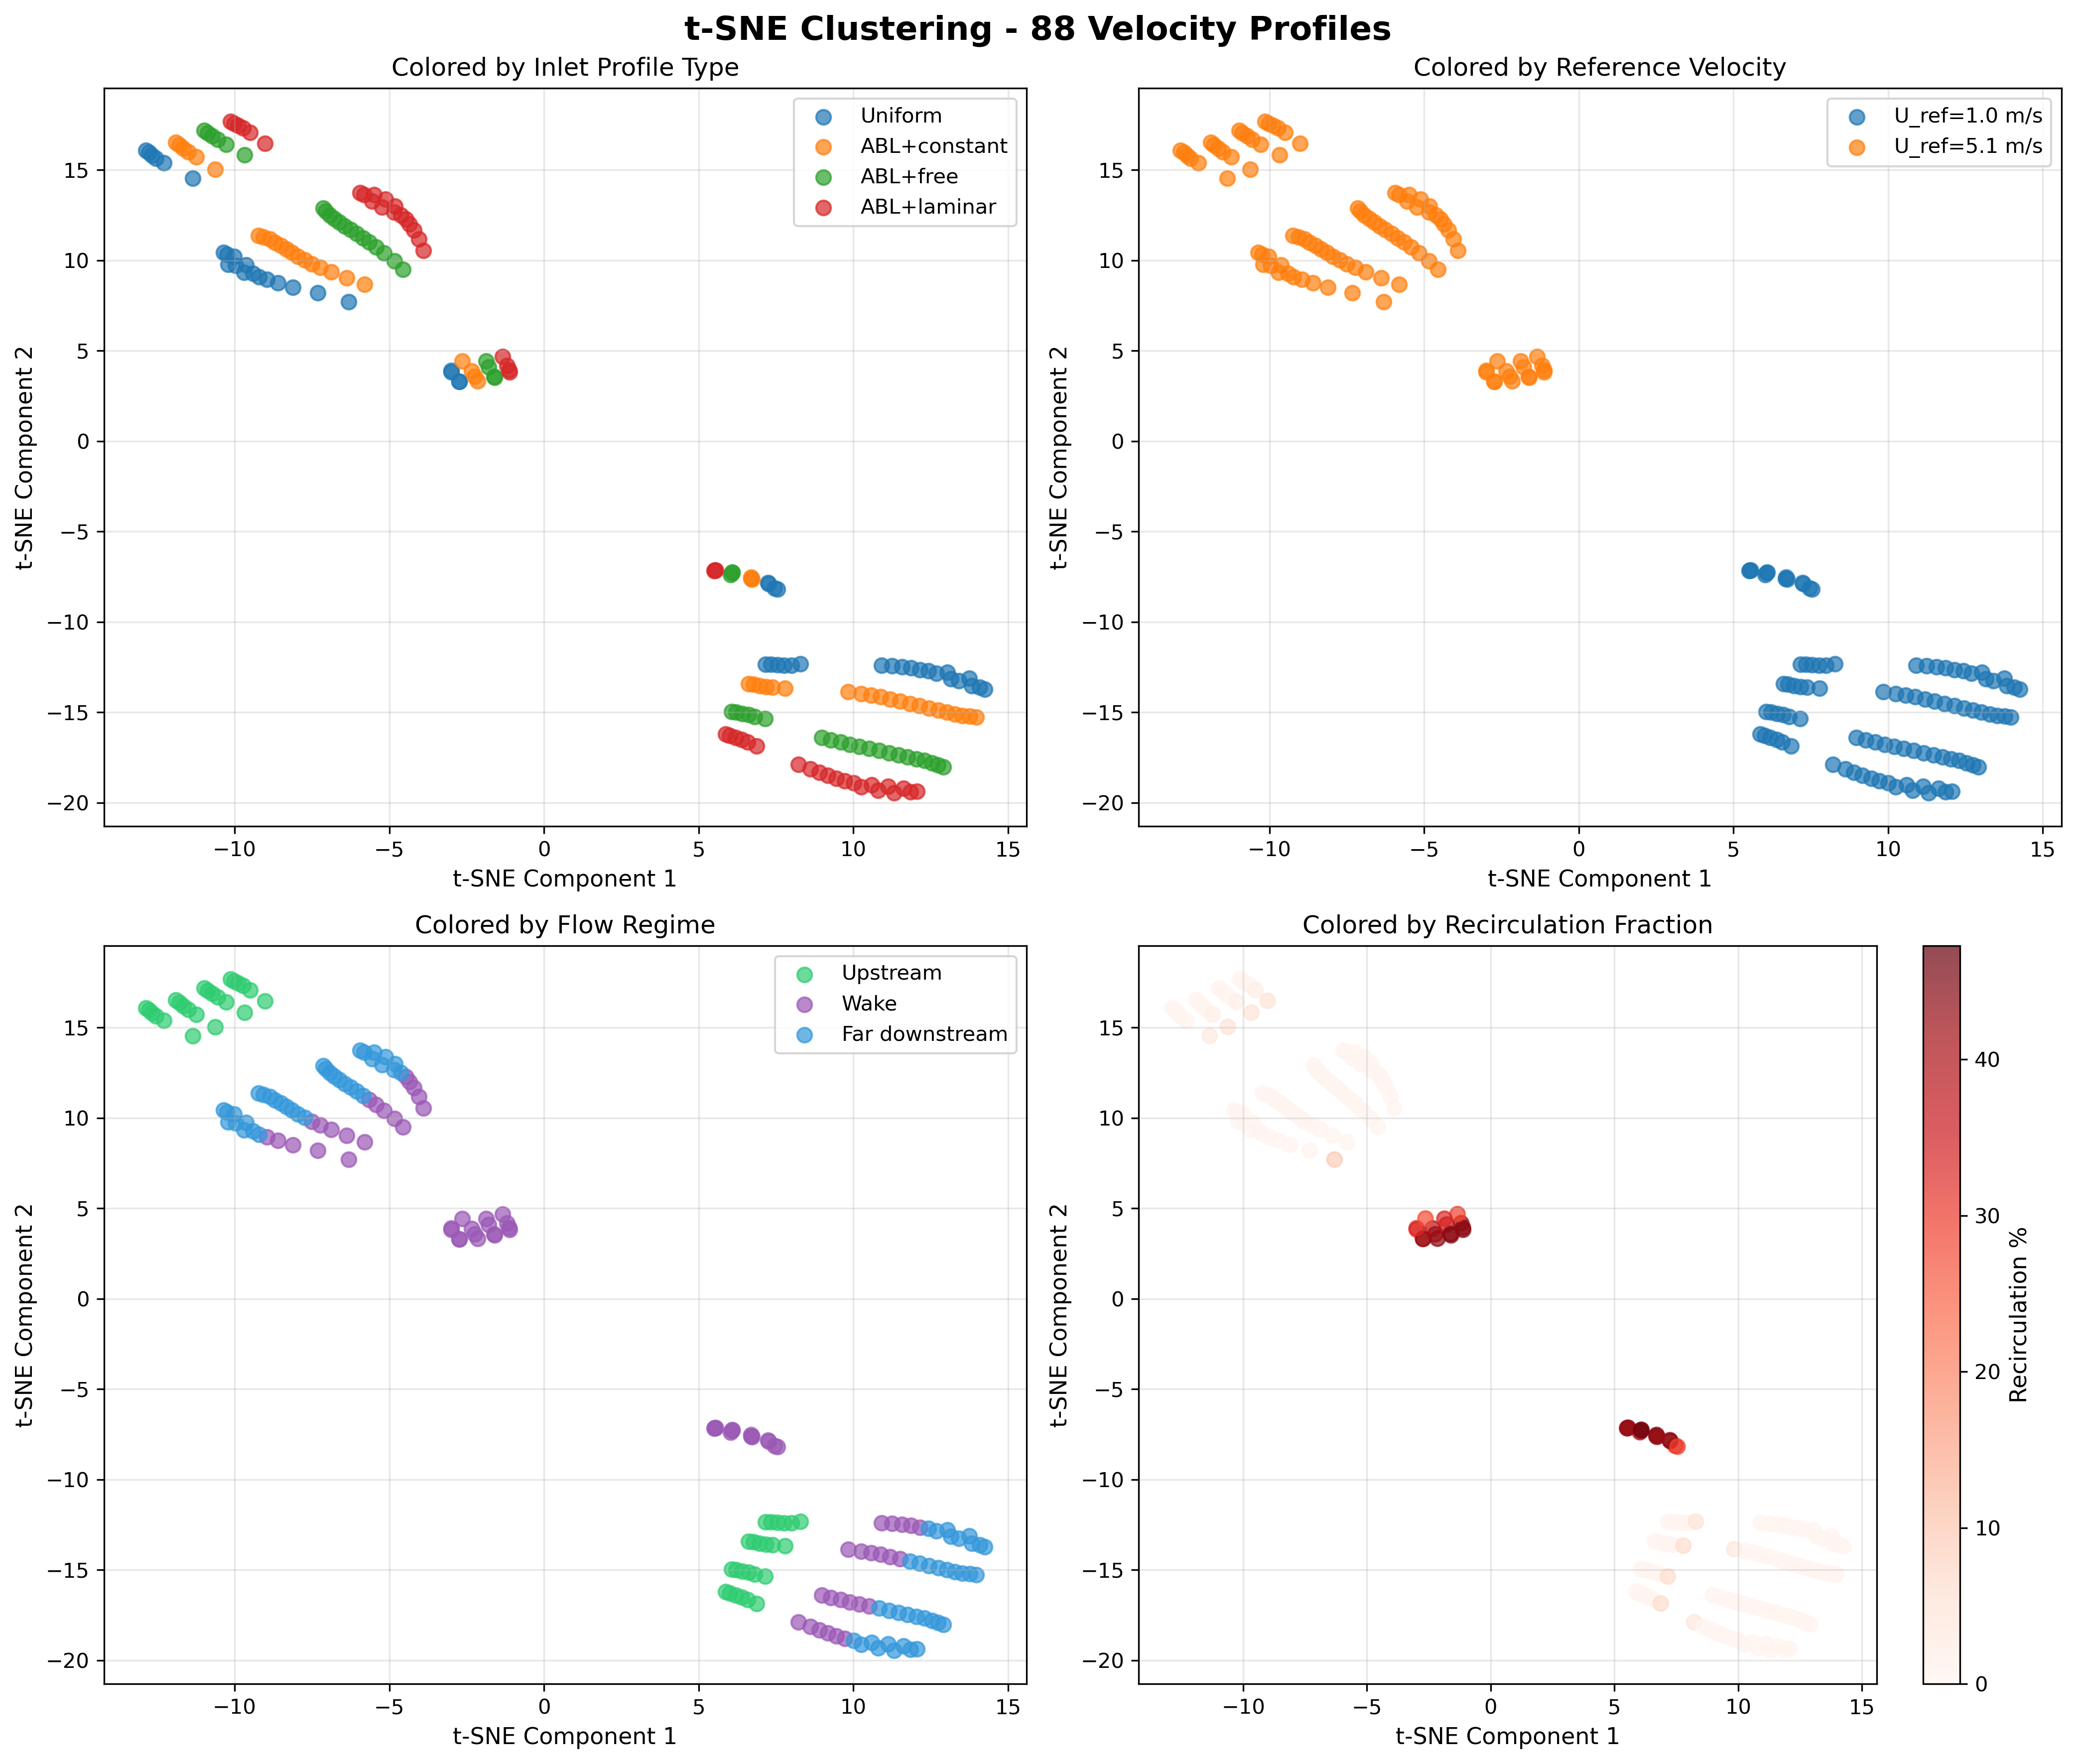 t-SNE Clustering - 88 Velocity Profiles
Colored by Inlet Profile Type
Uniform
ABL+constant
ABL+free
ABL+laminar
15
10
5
0
−5
−10
−15
−20
t-SNE Component 2
−10
−5
0
5
10
15
t-SNE Component 1
Colored by Reference Velocity
U_ref=1.0 m/s
U_ref=5.1 m/s
15
10
5
0
−5
−10
−15
−20
t-SNE Component 2
−10
−5
0
5
10
15
t-SNE Component 1
Colored by Flow Regime
Upstream
Wake
Far downstream
15
10
5
0
−5
−10
−15
−20
t-SNE Component 2
−10
−5
0
5
10
15
t-SNE Component 1
Colored by Recirculation Fraction
15
10
5
0
−5
−10
−15
−20
t-SNE Component 2
−10
−5
0
5
10
15
t-SNE Component 1
40
30
20
10
0
Recirculation %